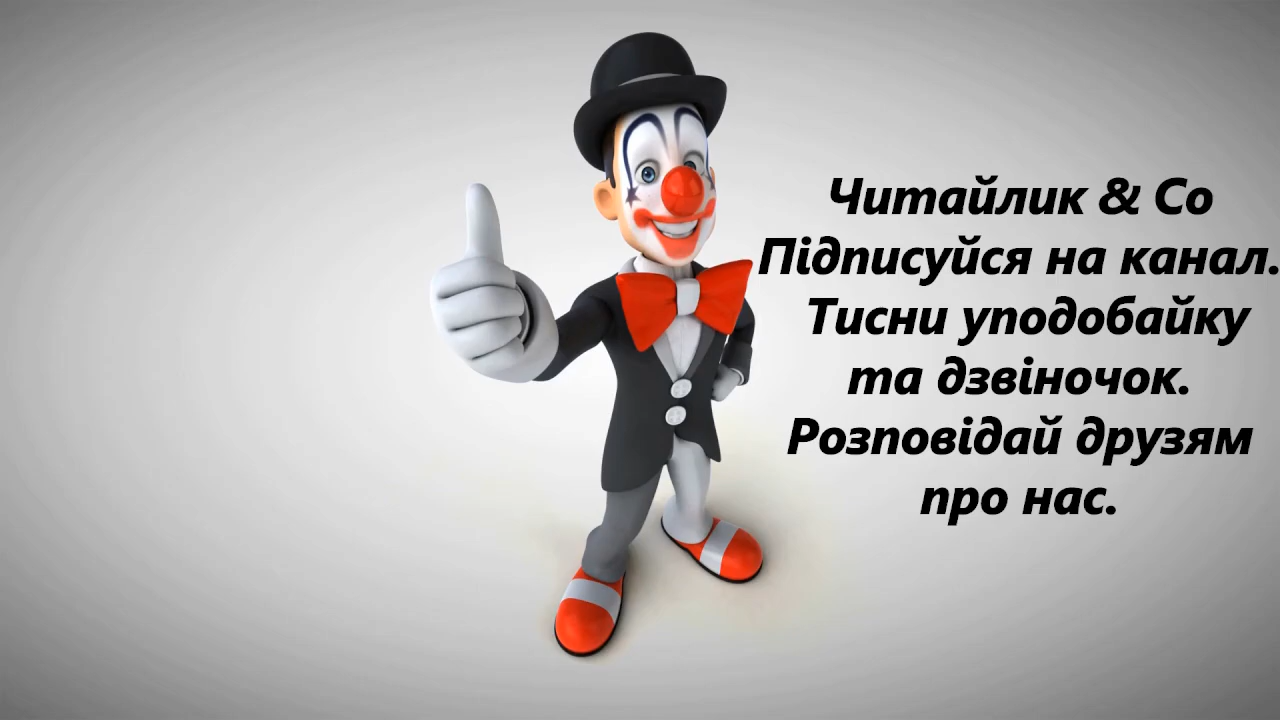 Читайлик & Co
Підписуйся на канал.
Тисни уподобайку
та дзвіночок.
Розповідай друзям
про нас.